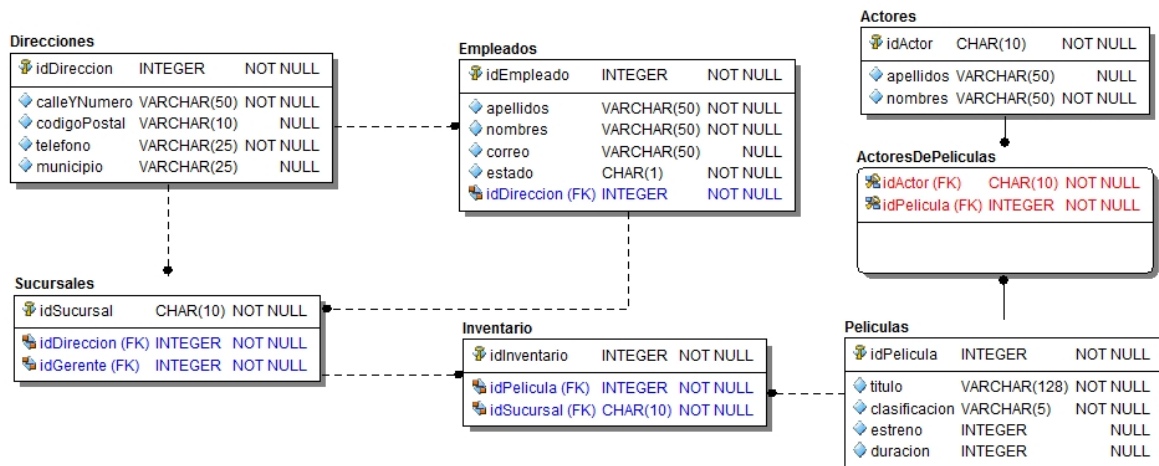 Direcciones
idDireccion INTEGER NOT NULL
calleYNumero VARCHAR(50) NOT NULL
codigoPostal VARCHAR(10) NULL
telefono VARCHAR(25) NOT NULL
municipio VARCHAR(25) NULL
Empleados
idEmpleado INTEGER NOT NULL
apellidos VARCHAR(50) NOT NULL
nombres VARCHAR(50) NOT NULL
correo VARCHAR(50) NULL
estado CHAR(1) NOT NULL
idDireccion (FK) INTEGER NOT NULL
Actores
idActor CHAR(10) NOT NULL
apellidos VARCHAR(50) NULL
nombres VARCHAR(50) NOT NULL
ActoresDePeliculas
idActor (FK) CHAR(10) NOT NULL
idPelicula (FK) INTEGER NOT NULL
Sucursales
idSucursal CHAR(10) NOT NULL
idDireccion (FK) INTEGER NOT NULL
idGerente (FK) INTEGER NOT NULL
Inventario
idInventario INTEGER NOT NULL
idPelicula (FK) INTEGER NOT NULL
idSucursal (FK) CHAR(10) NOT NULL
Peliculas
idPelicula INTEGER NOT NULL
titulo VARCHAR(128) NOT NULL
clasificacion VARCHAR(5) NOT NULL
estreno INTEGER NULL
duracion INTEGER NULL